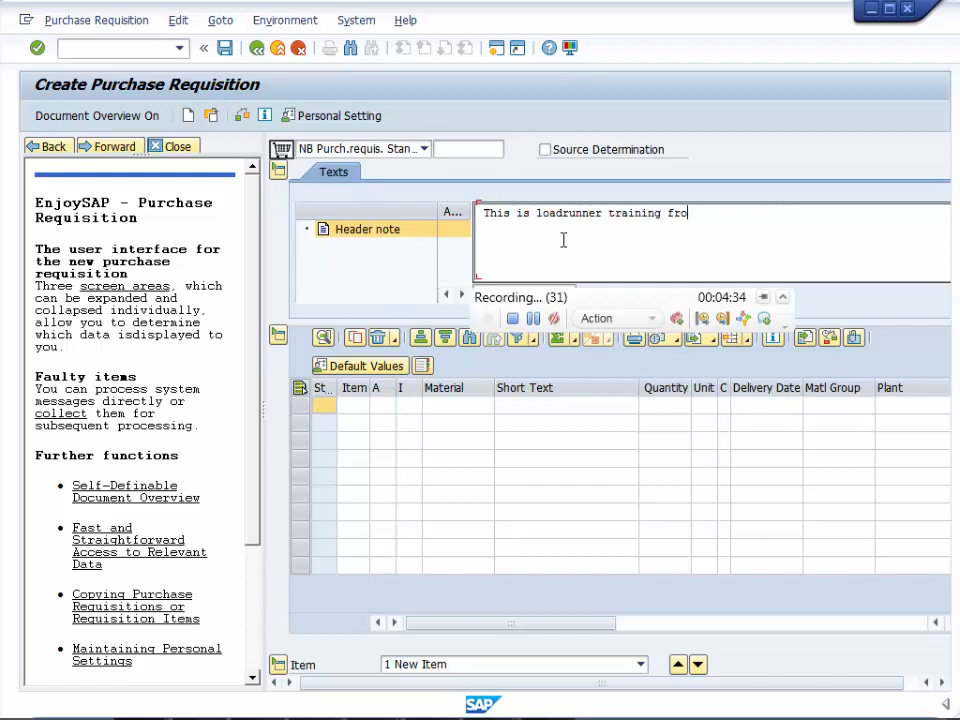 Purchase Requisition Edit Goto Environment System Help
Create Purchase Requisition
Document Overview On Personal Setting
Back Forward Close
NB Purch.requis. Stan... Source Determination
Texts
EnjoySAP - Purchase
Requisition
The user interface for
the new purchase
requisition
Three screen areas, which
can be expanded and
collapsed individually,
allow you to determine
which data isdisplayed to
you.
Faulty items
You can process system
messages directly or
collect them for
subsequent processing.
Further functions
Self-Definable
Document Overview
Fast and
Straightforward
Access to Relevant
Data
Copying Purchase
Requisitions or
Requisition Items
Maintaining Personal
Settings
A...
Header note
This is loadrunner training fro
Recording... (31) 00:04:34
Action
Default Values
St... Item A I Material Short Text Quantity Unit C Delivery Date Matl Group Plant
Item 1 New Item
SAP